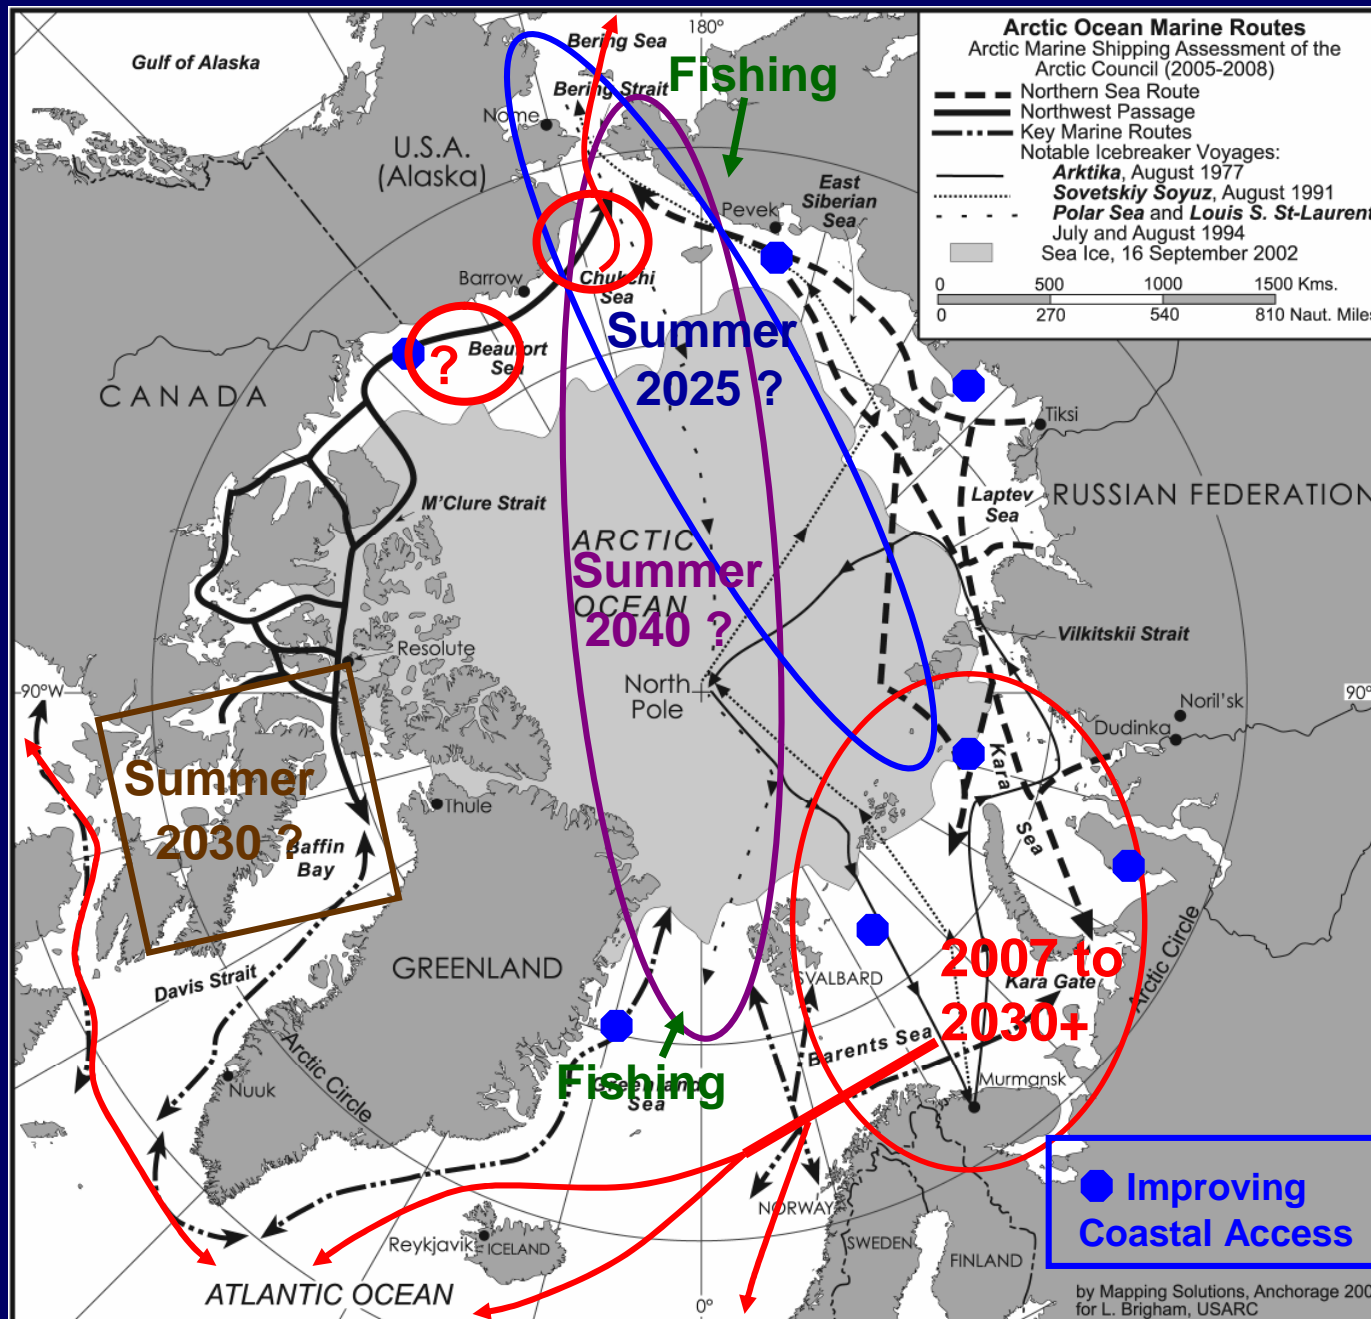 Arctic Ocean Marine Routes
Arctic Marine Shipping Assessment of the
Arctic Council (2005-2008)
Northern Sea Route
Northwest Passage
Key Marine Routes
Notable Icebreaker Voyages:
Arktika, August 1977
Sovetskiy Soyuz, August 1991
Polar Sea and Louis S. St-Laurent
July and August 1994
Sea Ice, 16 September 2002
0 500 1000 1500 Kms.
0 270 540 810 Naut. Miles
Gulf of Alaska
Bering Sea
180°
Fishing
Bering Strait
Nome
U.S.A.
(Alaska)
East
Siberian
Sea
Pevek
Barrow
Chukchi
Sea
Summer
2025 ?
?
Beaufort
Sea
CANADA
Tiksi
Laptev
Sea
RUSSIAN FEDERATION
M'Clure Strait
ARCTIC
OCEAN
Summer
2040 ?
Vilkitskii Strait
Resolute
North
Pole
90°W
90°
Noril'sk
Dudinka
Kara
Sea
Summer
2030 ?
Thule
Baffin
Bay
2007 to
2030+
GREENLAND
SVALBARD
Kara Gate
Arctic Circle
Davis Strait
Barents Sea
Arctic Circle
Fishing
Greenland
Sea
Nuuk
Murmansk
Improving
Coastal Access
NORWAY
Reykjavik
ICELAND
SWEDEN
FINLAND
ATLANTIC OCEAN
0°
by Mapping Solutions, Anchorage 200
for L. Brigham, USARC